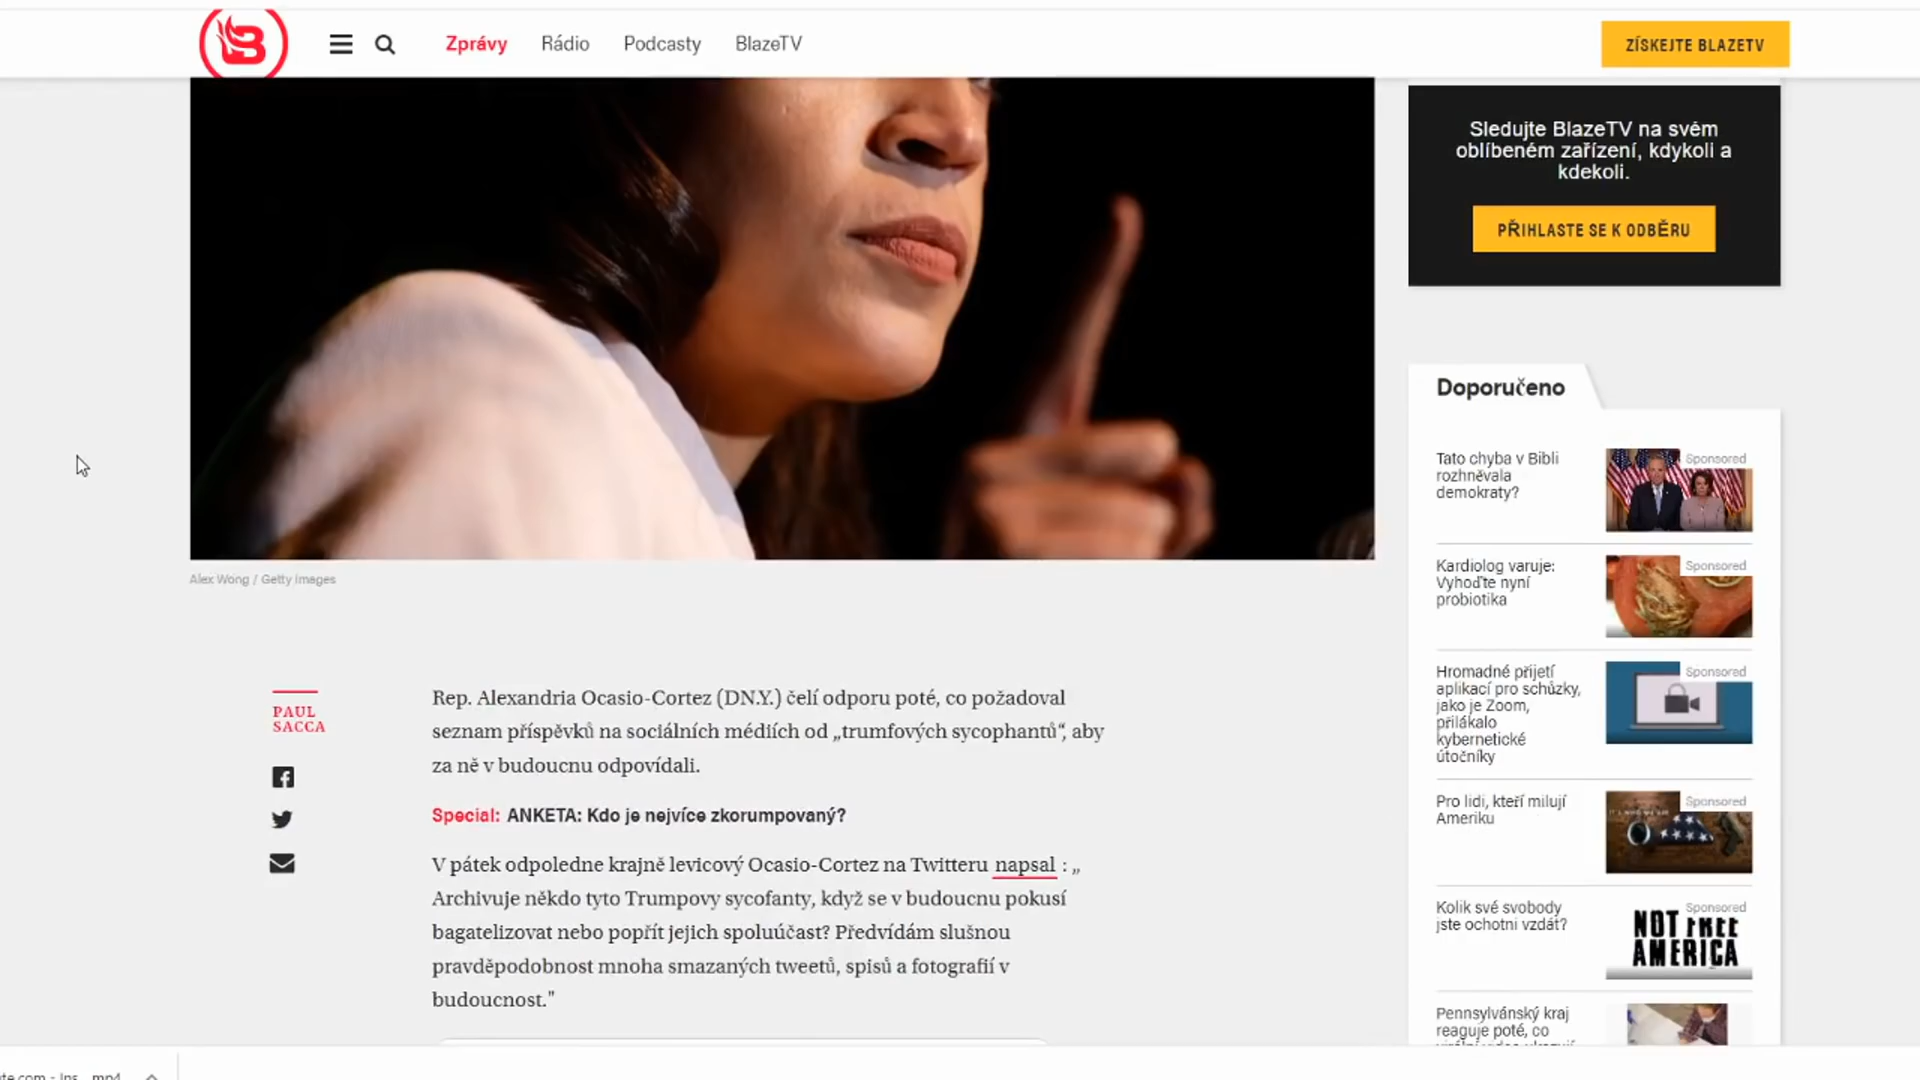 Zprávy Rádio Podcasty BlazeTV
ZÍSKEJTE BLAZETV
Sledujte BlazeTV na svém
oblíbeném zařízení, kdykoli a
kdekoli.
PŘIHLASTE SE K ODBĚRU
Alex Wong / Getty Images
PAUL
SACCA
Rep. Alexandria Ocasio-Cortez (DN.Y.) čelí odporu poté, co požadoval
seznam příspěvků na sociálních médiích od „trumfových sycophantů“, aby
za ně v budoucnu odpovídali.
Special: ANKETA: Kdo je nejvíce zkorumpovaný?
V pátek odpoledne krajně levicový Ocasio-Cortez na Twitteru napsal : „
Archivuje někdo tyto Trumpovy sycofanty, když se v budoucnu pokusí
bagatelizovat nebo popřít jejich spoluúčast? Předvídám slušnou
pravděpodobnost mnoha smazaných tweetů, spisů a fotografií v
budoucnost."
Doporučeno
Tato chyba v Bibli
rozhněvala
demokraty?
Sponsored
Kardiolog varuje:
Vyhoďte nyní
probiotika
Sponsored
Hromadné přijetí
aplikací pro schůzky,
jako je Zoom,
přilákalo
kybernetické
útočníky
Sponsored
Pro lidi, kteří milují
Ameriku
Sponsored
Kolik své svobody
jste ochotni vzdát?
Sponsored
NOT FREE
AMERICA
Pennsylvánský kraj
reaguje poté, co